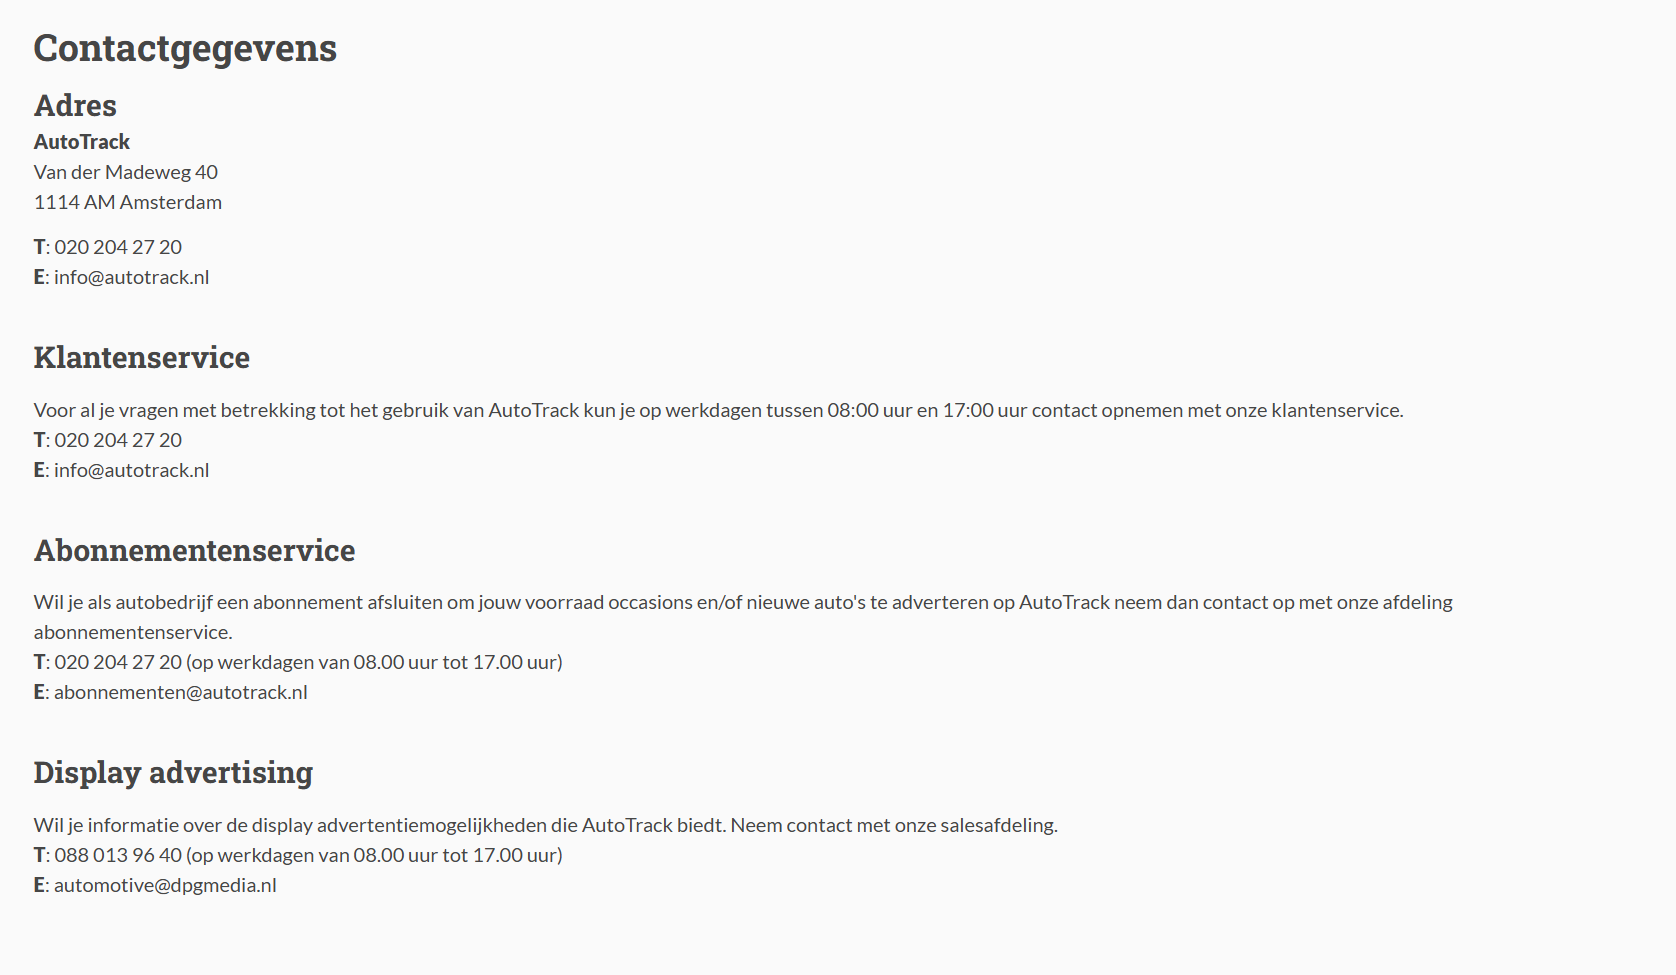 Contactgegevens
Adres
AutoTrack
Van der Madeweg 40
1114 AM Amsterdam
T: 020 204 27 20
E: info@autotrack.nl
Klantenservice
Voor al je vragen met betrekking tot het gebruik van AutoTrack kun je op werkdagen tussen 08:00 uur en 17:00 uur contact opnemen met onze klantenservice.
T: 020 204 27 20
E: info@autotrack.nl
Abonnementenservice
Wil je als autobedrijf een abonnement afsluiten om jouw voorraad occasions en/of nieuwe auto's te adverteren op AutoTrack neem dan contact op met onze afdeling
abonnementenservice.
T: 020 204 27 20 (op werkdagen van 08.00 uur tot 17.00 uur)
E: abonnementen@autotrack.nl
Display advertising
Wil je informatie over de display advertentiemogelijkheden die AutoTrack biedt. Neem contact met onze salesafdeling.
T: 088 013 96 40 (op werkdagen van 08.00 uur tot 17.00 uur)
E: automotive@dpgmedia.nl